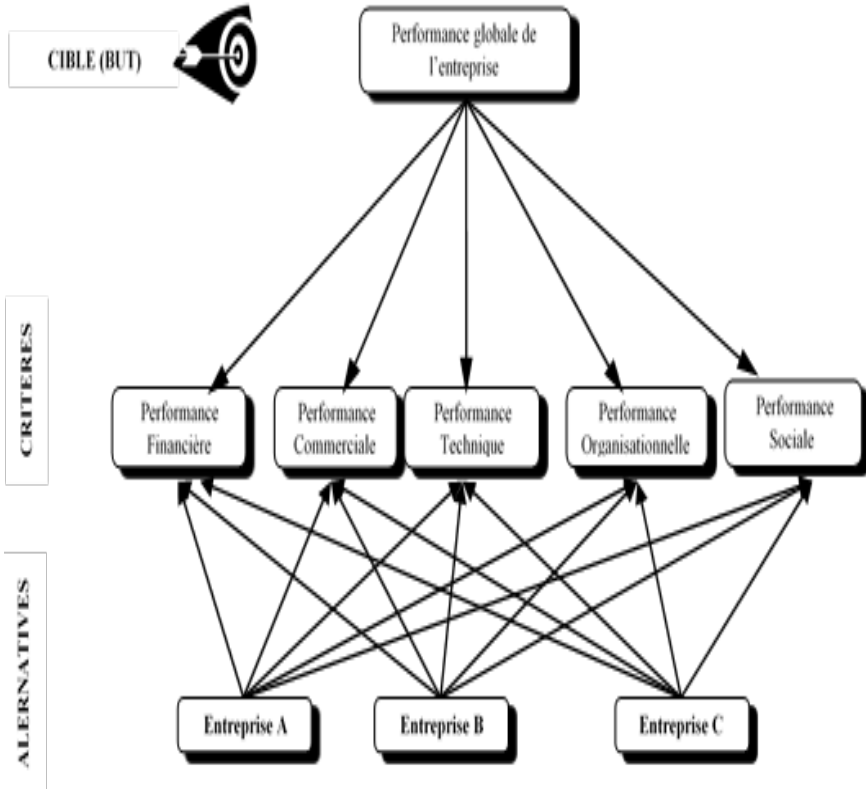 CIBLE (BUT)
Performance globale de
l'entreprise
CRITERES
Performance
Financière
Performance
Commerciale
Performance
Technique
Performance
Organisationnelle
Performance
Sociale
ALERNATIVES
Entreprise A
Entreprise B
Entreprise C